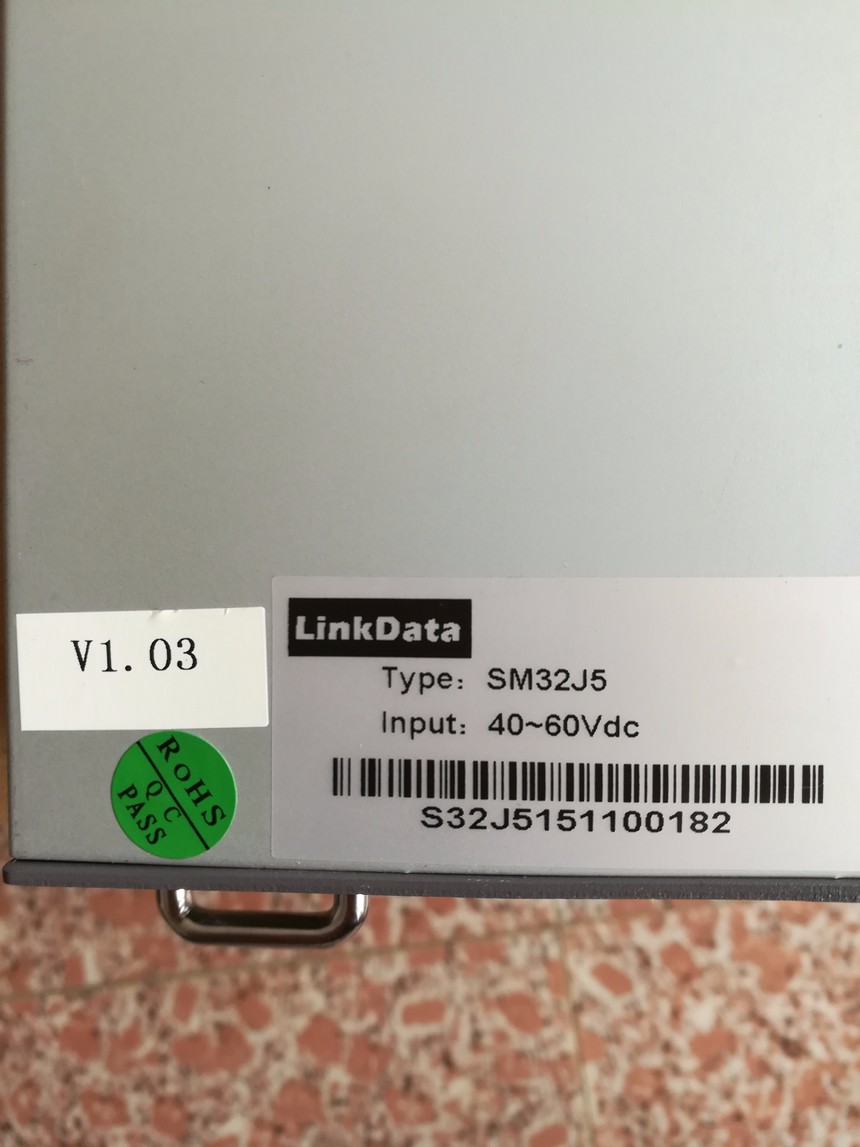 LinkData
Type: SM32J5
Input: 40~60Vdc
S32J5151100182
V1.03
RoHS
QC
PASS